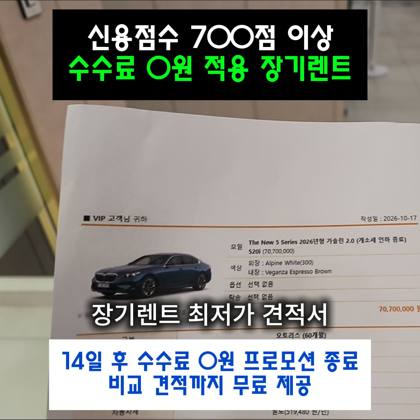 신용점수 700점 이상
수수료 0원 적용 장기렌트
■ VIP 고객님 귀하
작성일 : 2026-10-17
모델
The New 5 Series 2026년형 가솔린 2.0 (개소세 인하 종료)
520i (70,700,000)
색상
외장 : Alpine White(300)
내장 : Veganza Espresso Brown
옵션 선택 없음
탁송 선택 없음
70,700,000 원
장기렌트 최저가 견적서
오토리스 (60개월)
14일 후 수수료 0원 프로모션 종료
비교 견적까지 무료 제공